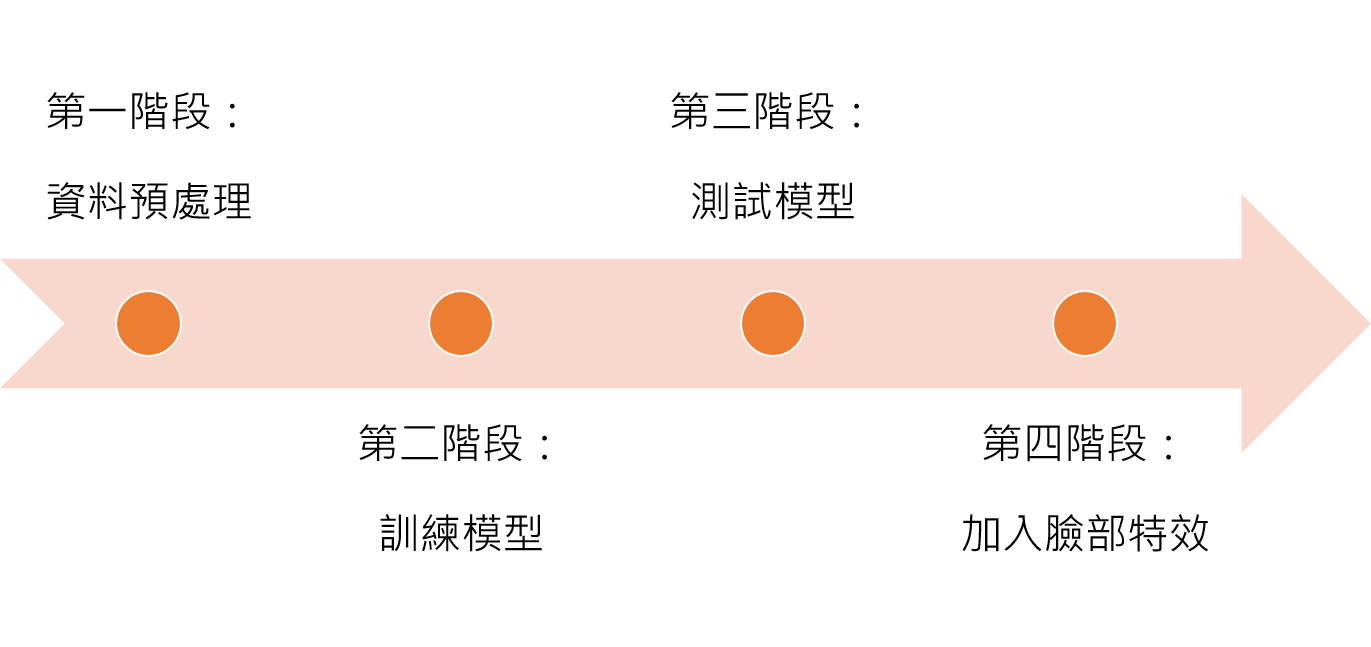 第一階段：
資料預處理
第二階段：
訓練模型
第三階段：
測試模型
第四階段：
加入臉部特效